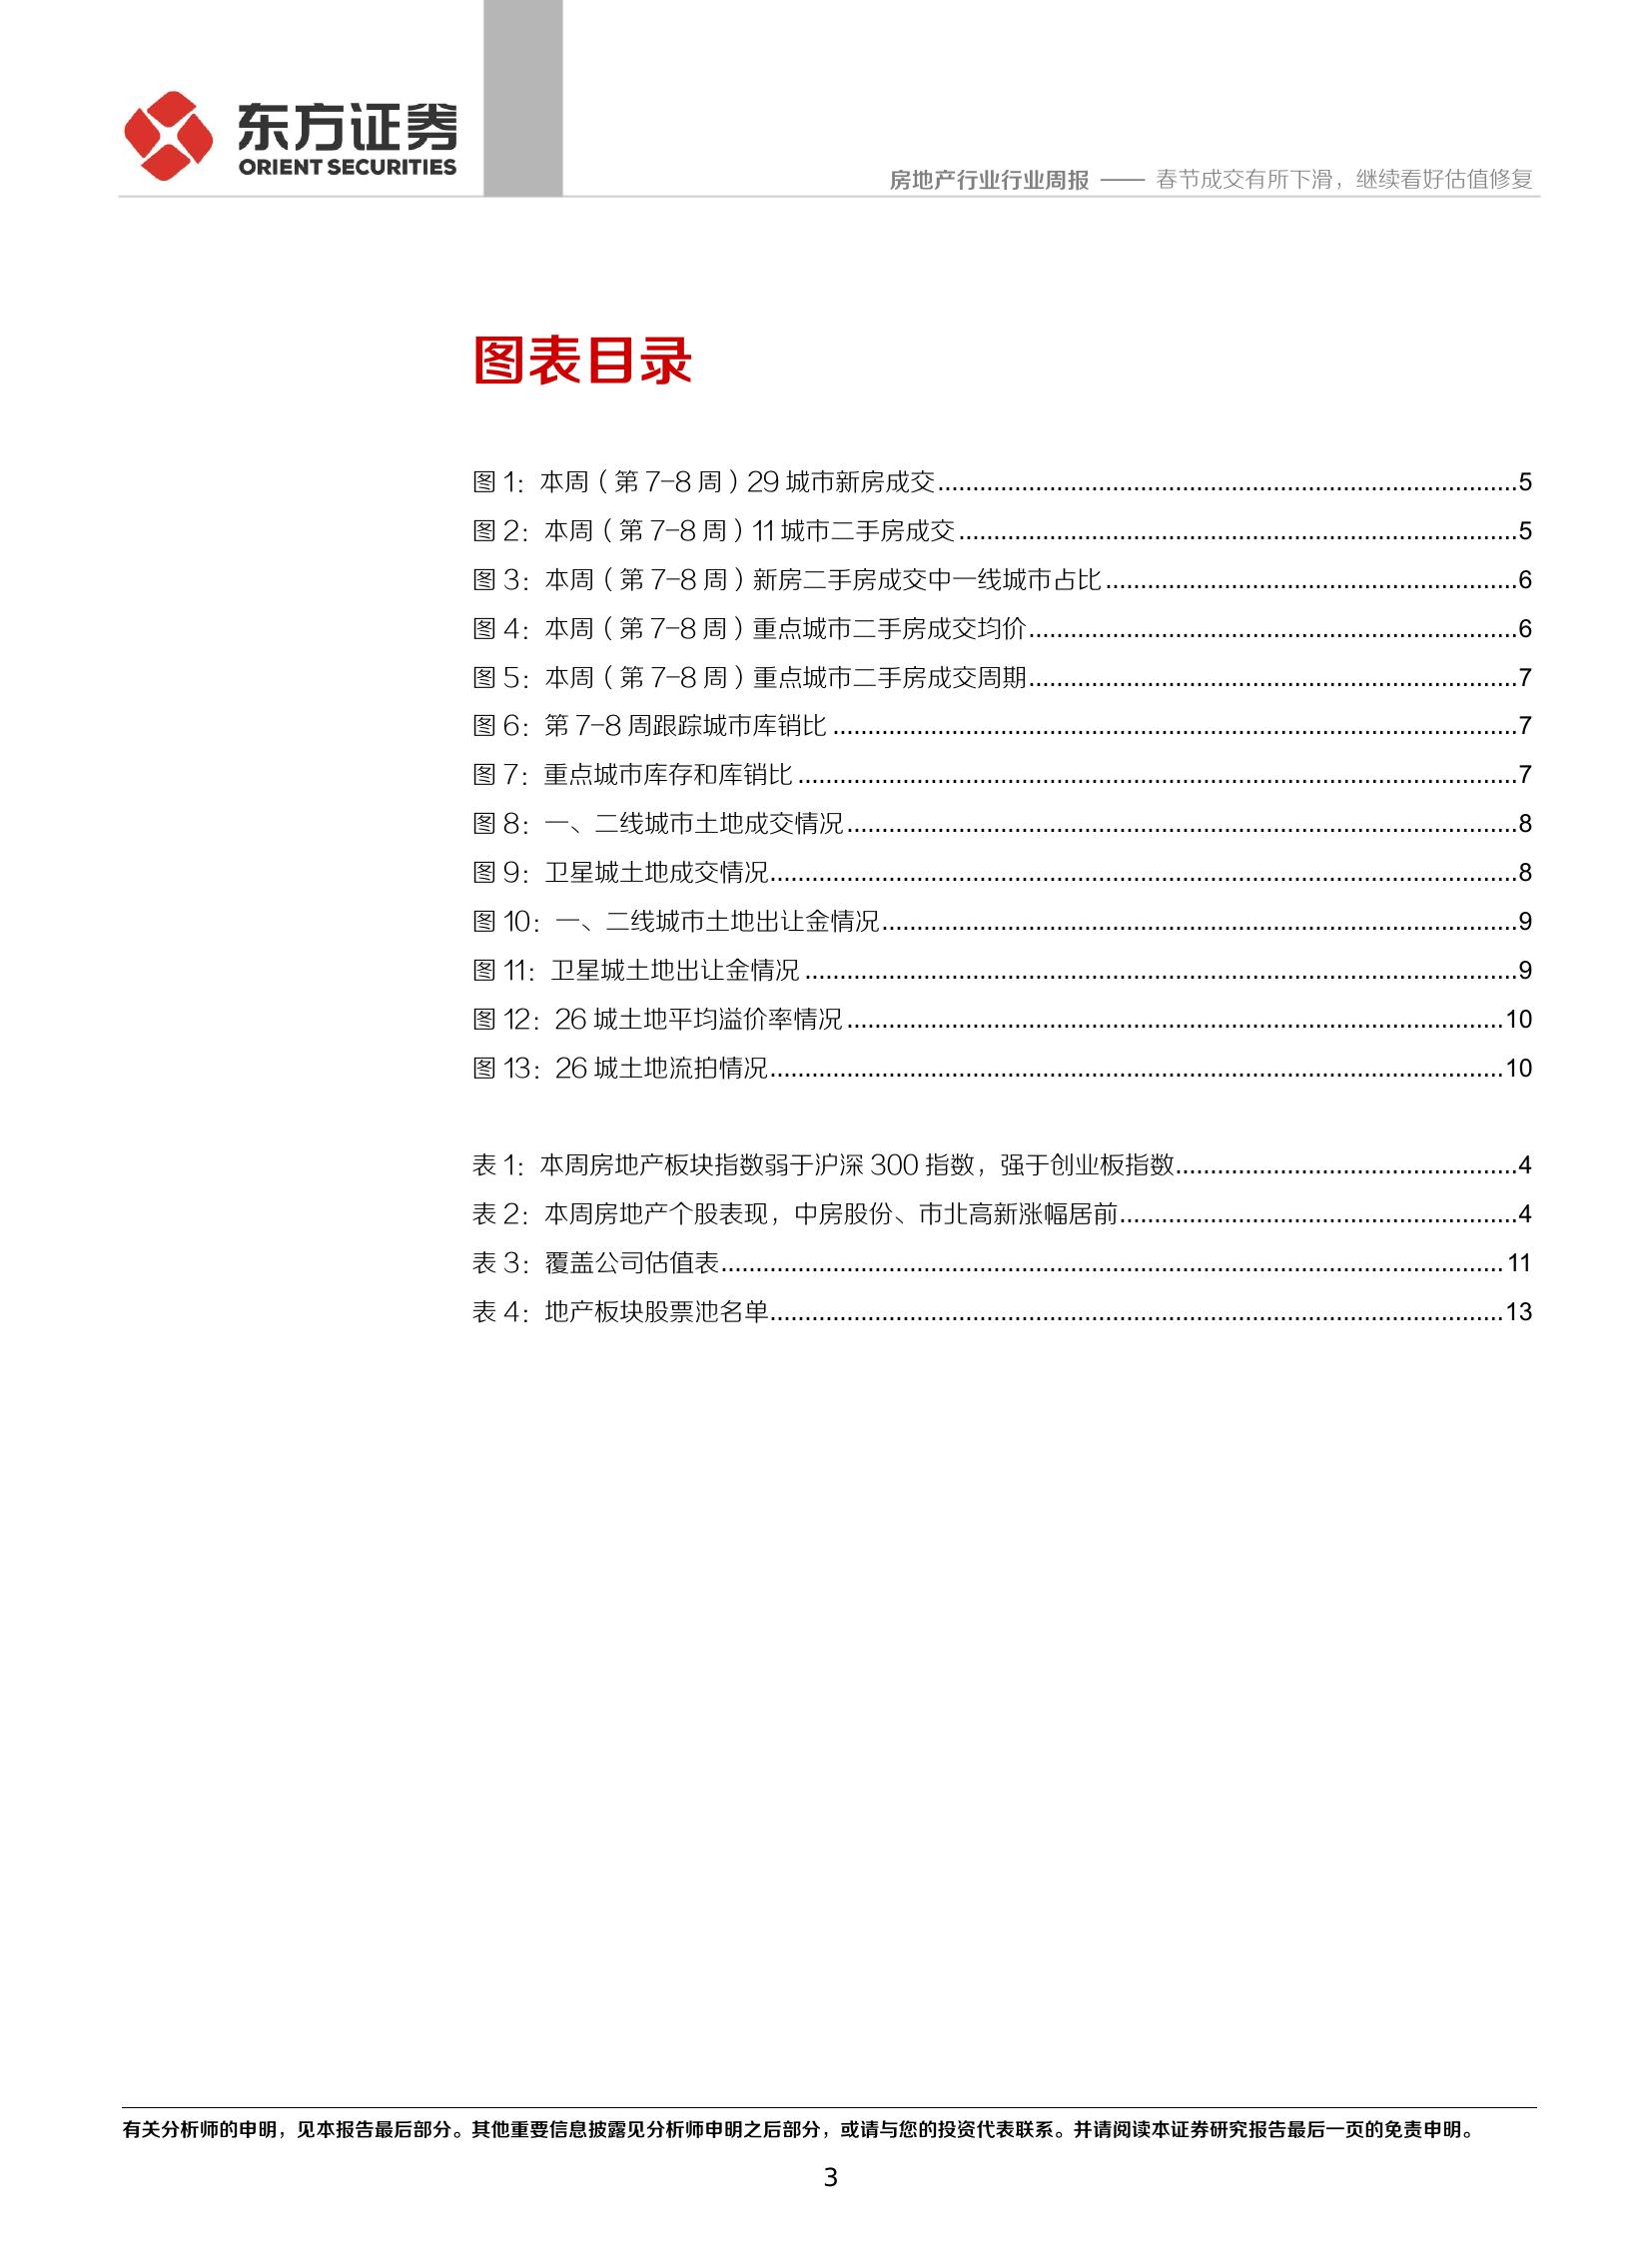 东方证券
ORIENT SECURITIES
房地产行业行业周报 —— 春节成交有所下滑，继续看好估值修复
图表目录
图 1：本周（第 7-8 周）29 城市新房成交 5
图 2：本周（第 7-8 周）11 城市二手房成交 5
图 3：本周（第 7-8 周）新房二手房成交中一线城市占比 6
图 4：本周（第 7-8 周）重点城市二手房成交均价 6
图 5：本周（第 7-8 周）重点城市二手房成交周期 7
图 6：第 7-8 周跟踪城市库销比 7
图 7：重点城市库存和库销比 7
图 8：一、二线城市土地成交情况 8
图 9：卫星城土地成交情况 8
图 10：一、二线城市土地出让金情况 9
图 11：卫星城土地出让金情况 9
图 12：26 城土地平均溢价率情况 10
图 13：26 城土地流拍情况 10
表 1：本周房地产板块指数弱于沪深 300 指数，强于创业板指数 4
表 2：本周房地产个股表现，中房股份、市北高新涨幅居前 4
表 3：覆盖公司估值表 11
表 4：地产板块股票池名单 13
有关分析师的申明，见本报告最后部分。其他重要信息披露见分析师申明之后部分，或请与您的投资代表联系。并请阅读本证券研究报告最后一页的免责申明。
3